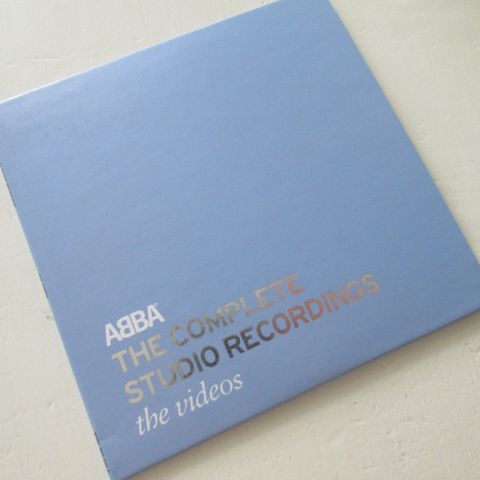 ABBA
THE COMPLETE
STUDIO RECORDINGS
the videos